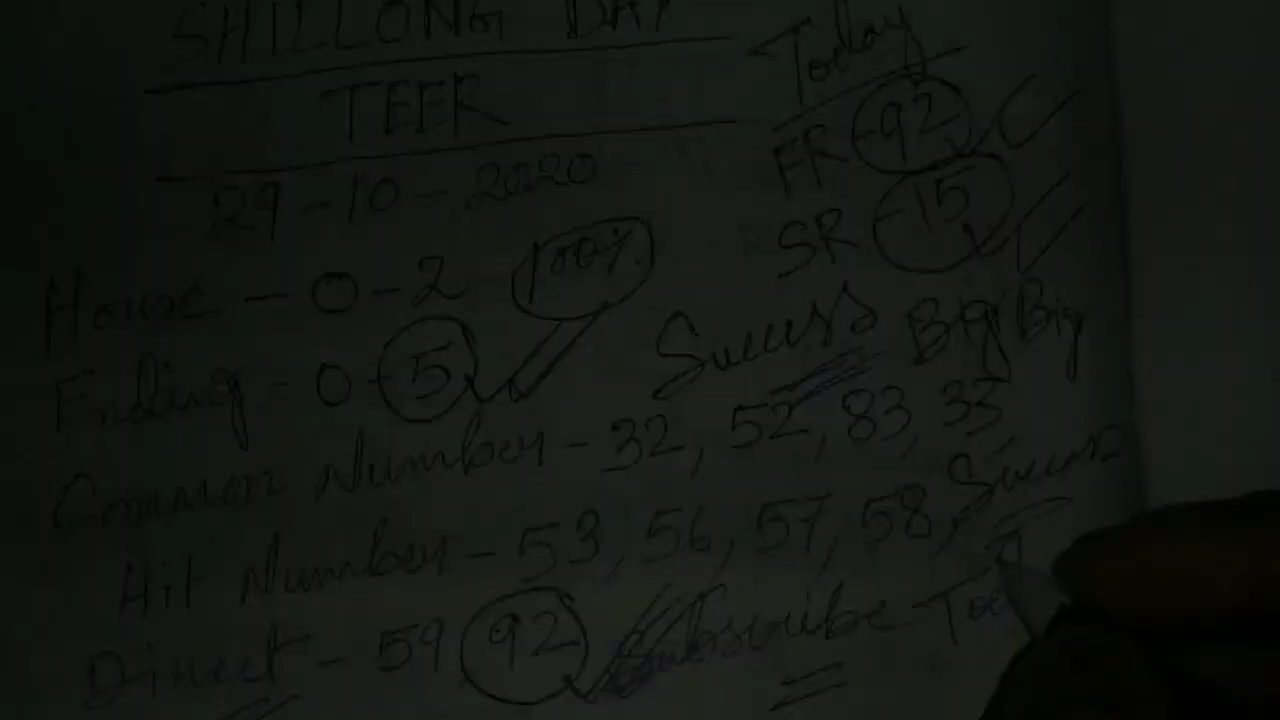 SHILLONG DAY
TEER
29-10-2020
Today
FR-92
SR-15
House - 0-2 100%
Ending - 0-5
Success Big Big
Common Number - 32, 52, 83, 33
Hit Number - 53, 56, 57, 58, Success
Direct - 59, 92 Subscribe